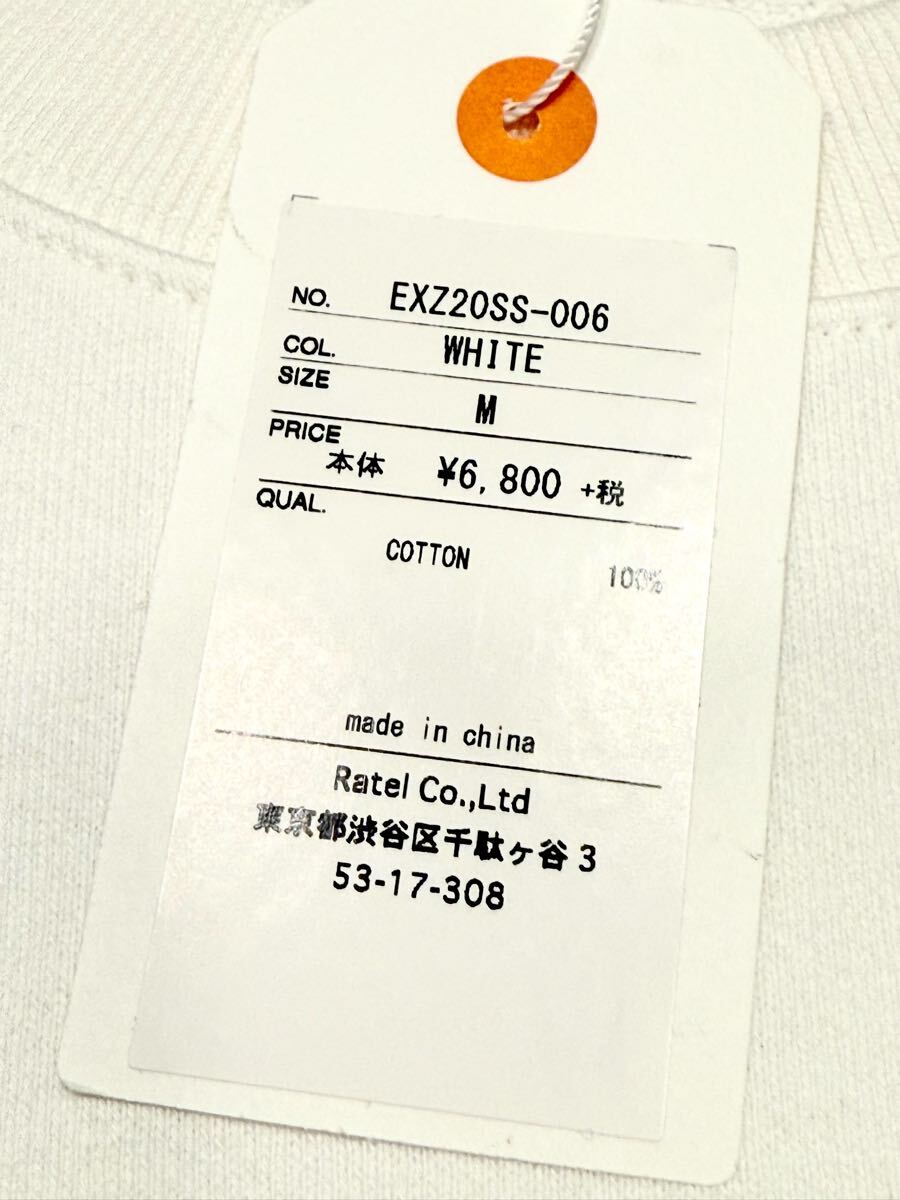 NO. EXZ20SS-006
COL. WHITE
SIZE
M
PRICE
本体 ¥6,800 +税
QUAL.
COTTON 100%
made in china
Ratel Co.,Ltd
東京都渋谷区千駄ヶ谷3
53-17-308